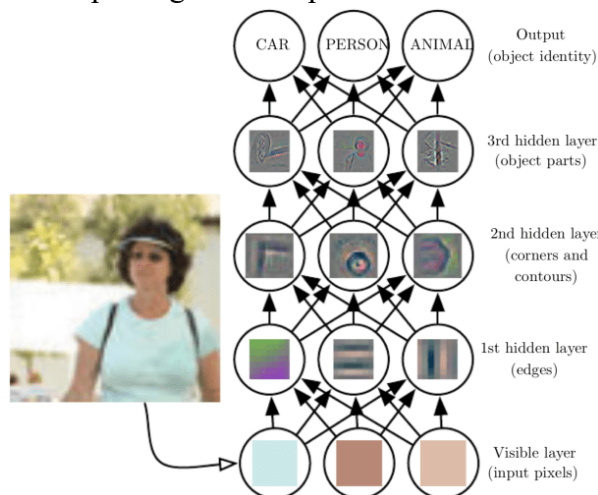 CAR
PERSON
ANIMAL
Output
(object identity)
3rd hidden layer
(object parts)
2nd hidden layer
(corners and
contours)
1st hidden layer
(edges)
Visible layer
(input pixels)